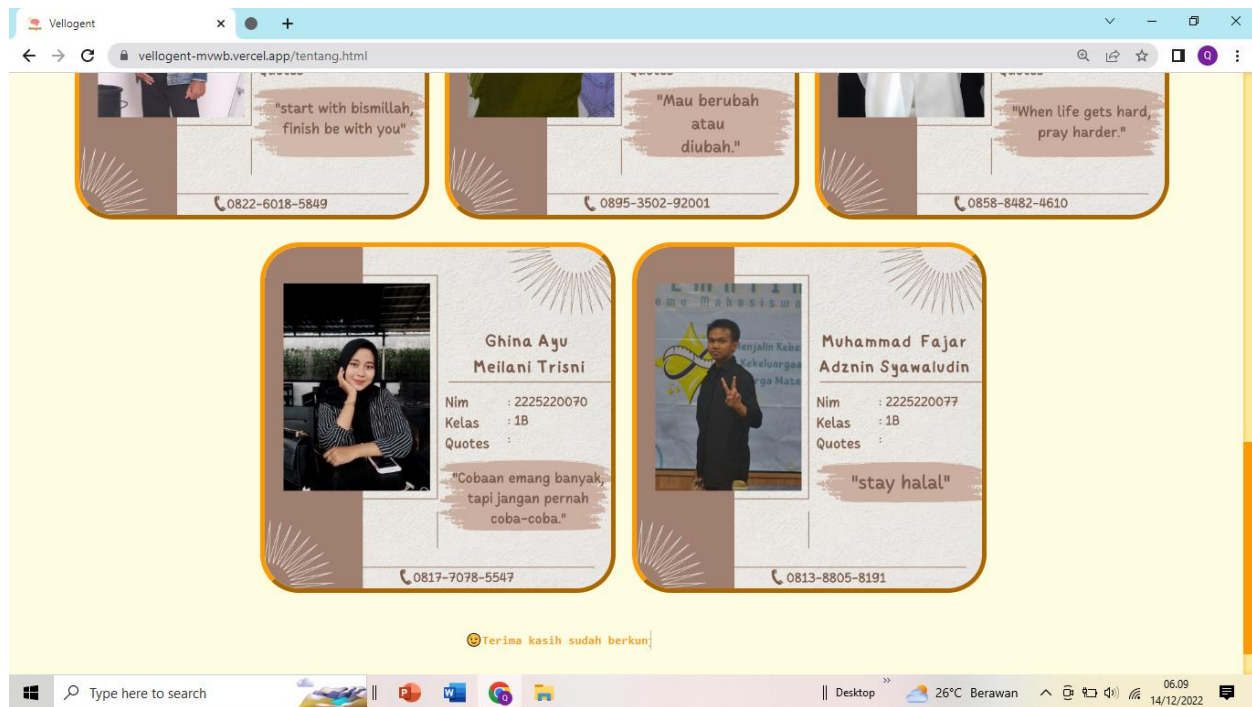 Vellogent
vellogent-mvwb.vercel.app/tentang.html
Q
"start with bismillah,
finish be with you"
0822-6018-5849
"Mau berubah
atau
diubah."
0895-3502-92001
"When life gets hard,
pray harder."
0858-8482-4610
Ghina Ayu
Meilani Trisni
Nim : 2225220070
Kelas : 1B
Quotes :
"Cobaan emang banyak,
tapi jangan pernah
coba-coba."
0817-7078-5547
Muhammad Fajar
Adznin Syawaludin
Nim : 2225220077
Kelas : 1B
Quotes :
"stay halal"
0813-8805-8191
Terima kasih sudah berkun
Type here to search
Desktop
26°C Berawan
06.09
14/12/2022